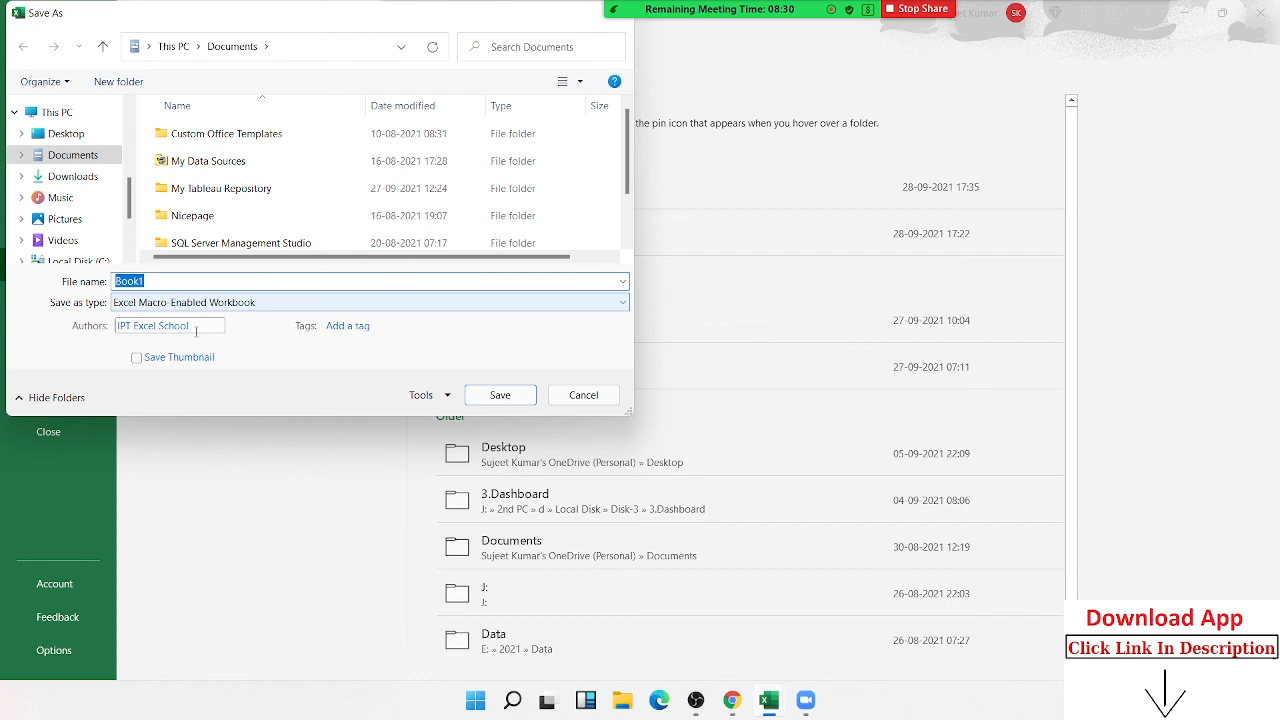 Save As
Remaining Meeting Time: 08:30
Stop Share
eet Kumar
SK
This PC
Documents
Search Documents
Organize
New folder
Name
Date modified
Type
Size
This PC
Desktop
Documents
Downloads
Music
Pictures
Videos
Local Disk (C:)
Custom Office Templates
10-08-2021 08:31
File folder
My Data Sources
16-08-2021 17:28
File folder
My Tableau Repository
27-09-2021 12:24
File folder
Nicepage
16-08-2021 19:07
File folder
SQL Server Management Studio
20-08-2021 07:17
File folder
File name:
Book1
Save as type:
Excel Macro-Enabled Workbook
Authors:
IPT Excel School
Tags:
Add a tag
Save Thumbnail
Hide Folders
Tools
Save
Cancel
the pin icon that appears when you hover over a folder.
28-09-2021 17:35
28-09-2021 17:22
27-09-2021 10:04
27-09-2021 07:11
Older
Desktop
Sujeet Kumar's OneDrive (Personal) » Desktop
05-09-2021 22:09
3.Dashboard
J: » 2nd PC » d » Local Disk » Disk-3 » 3.Dashboard
04-09-2021 08:06
Documents
Sujeet Kumar's OneDrive (Personal) » Documents
30-08-2021 12:19
J:
J:
26-08-2021 22:03
Data
E: » 2021 » Data
26-08-2021 07:27
Close
Account
Feedback
Options
Download App
Click Link In Description